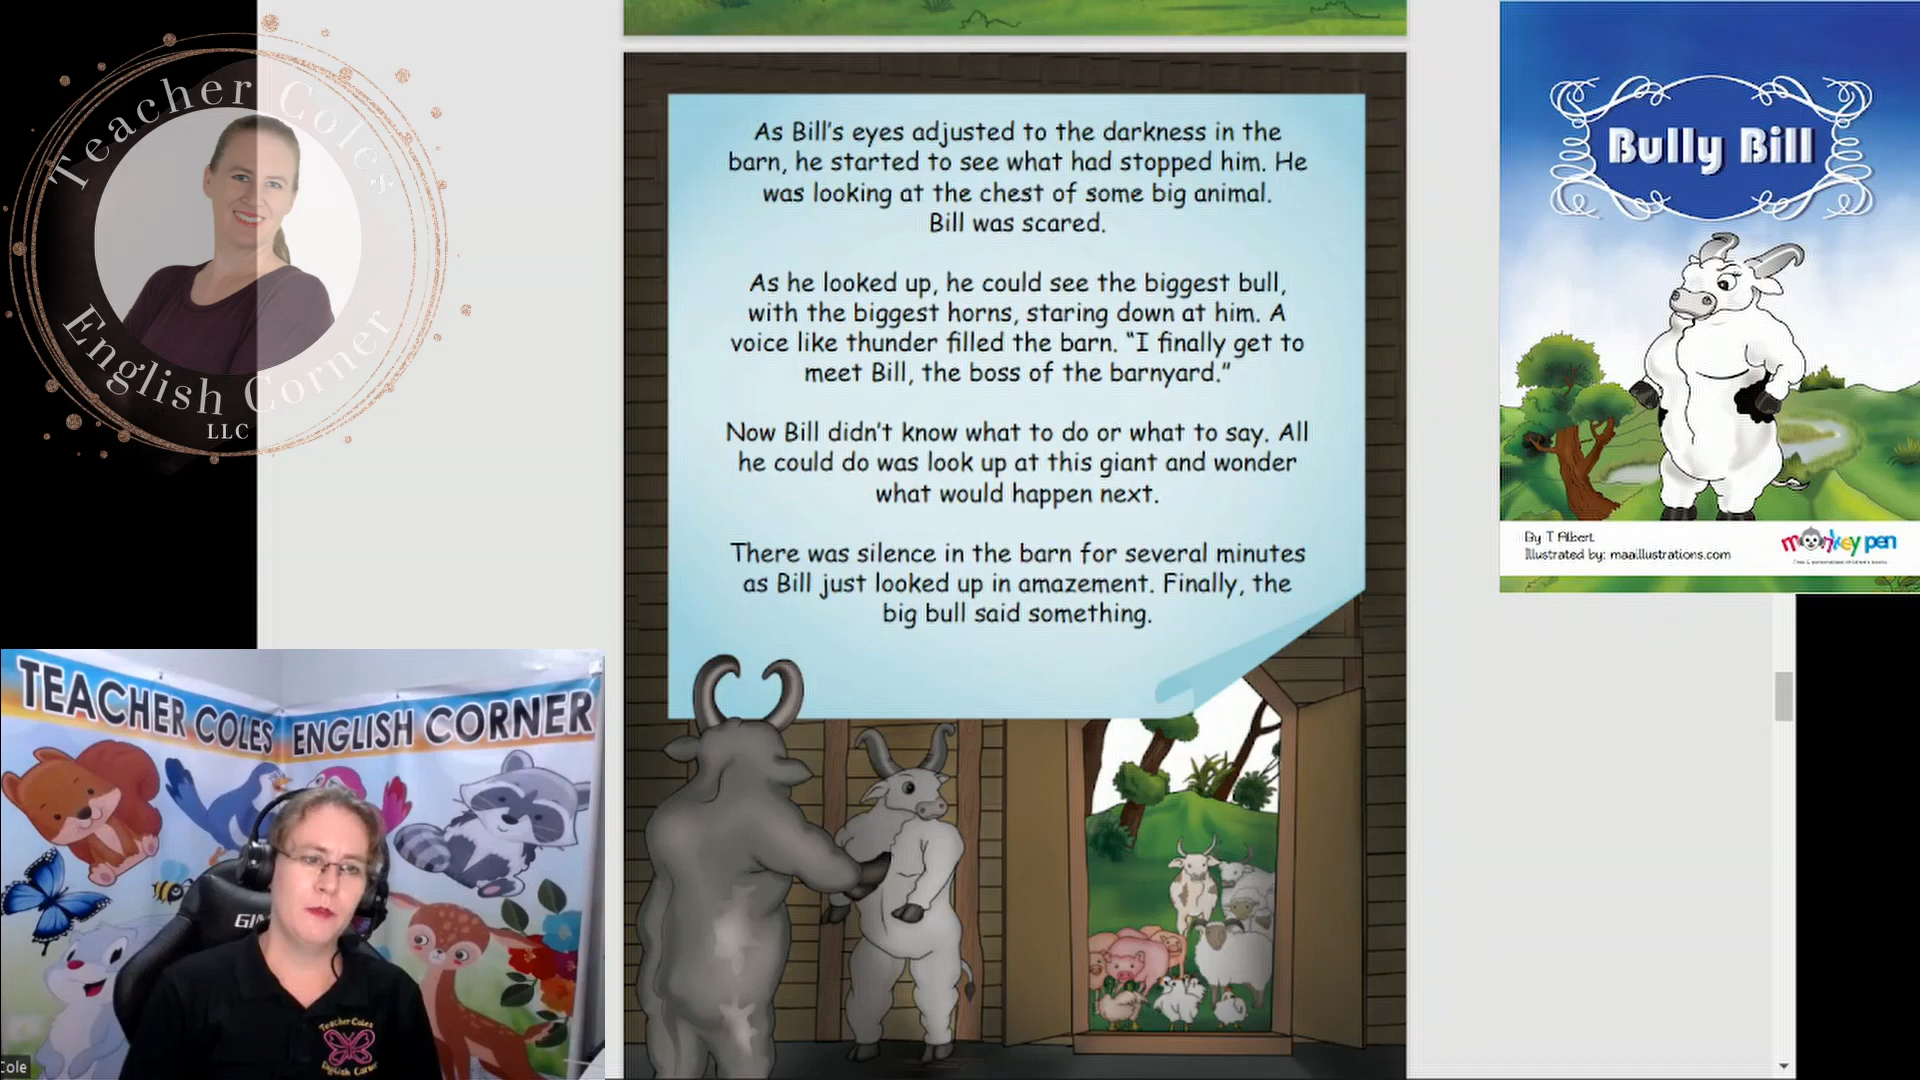 Teacher Coles
English Corner
LLC
As Bill's eyes adjusted to the darkness in the
barn, he started to see what had stopped him. He
was looking at the chest of some big animal.
Bill was scared.
As he looked up, he could see the biggest bull,
with the biggest horns, staring down at him. A
voice like thunder filled the barn. "I finally get to
meet Bill, the boss of the barnyard."
Now Bill didn't know what to do or what to say. All
he could do was look up at this giant and wonder
what would happen next.
There was silence in the barn for several minutes
as Bill just looked up in amazement. Finally, the
big bull said something.
Bully Bill
By T Albert
Illustrated by: maaillustrations.com
monkey pen
TEACHER COLES ENGLISH CORNER
Teacher Coles
English Corner
Cole